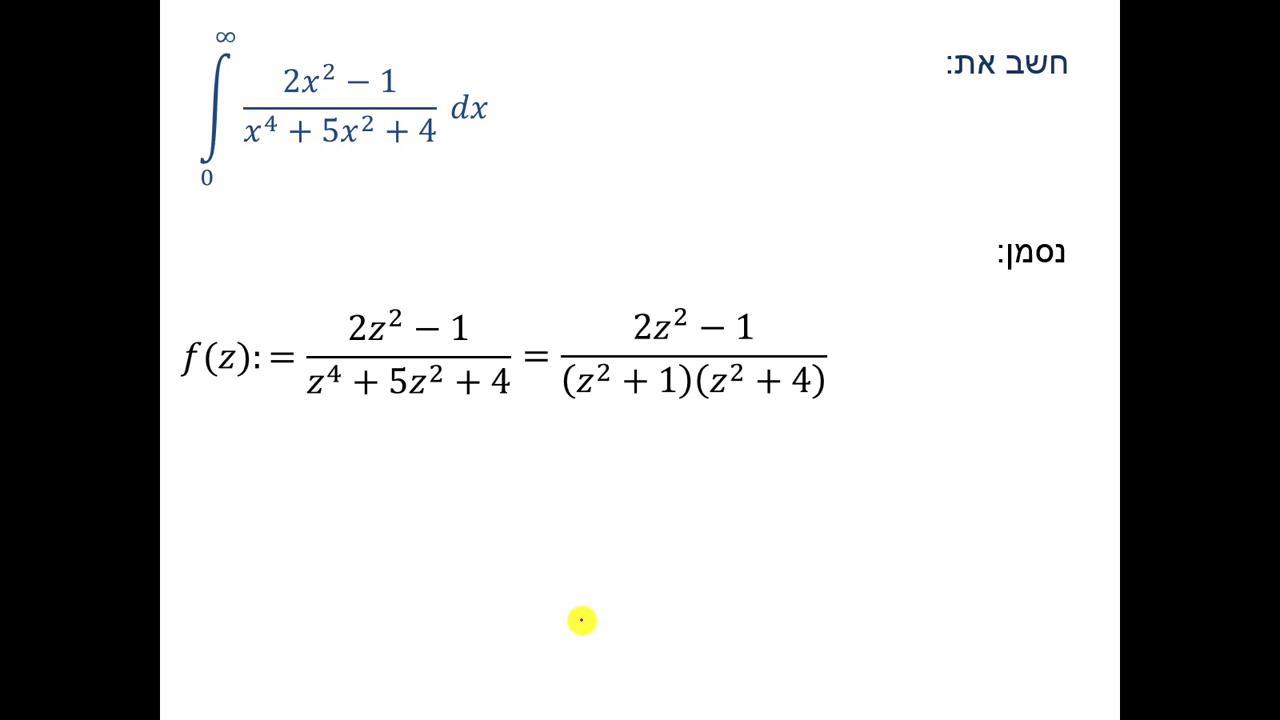 חשב את:
∫₀^∞ (2x² − 1)/(x⁴ + 5x² + 4) dx
נסמן:
f(z): = (2z² − 1)/(z⁴ + 5z² + 4) = (2z² − 1)/((z² + 1)(z² + 4))